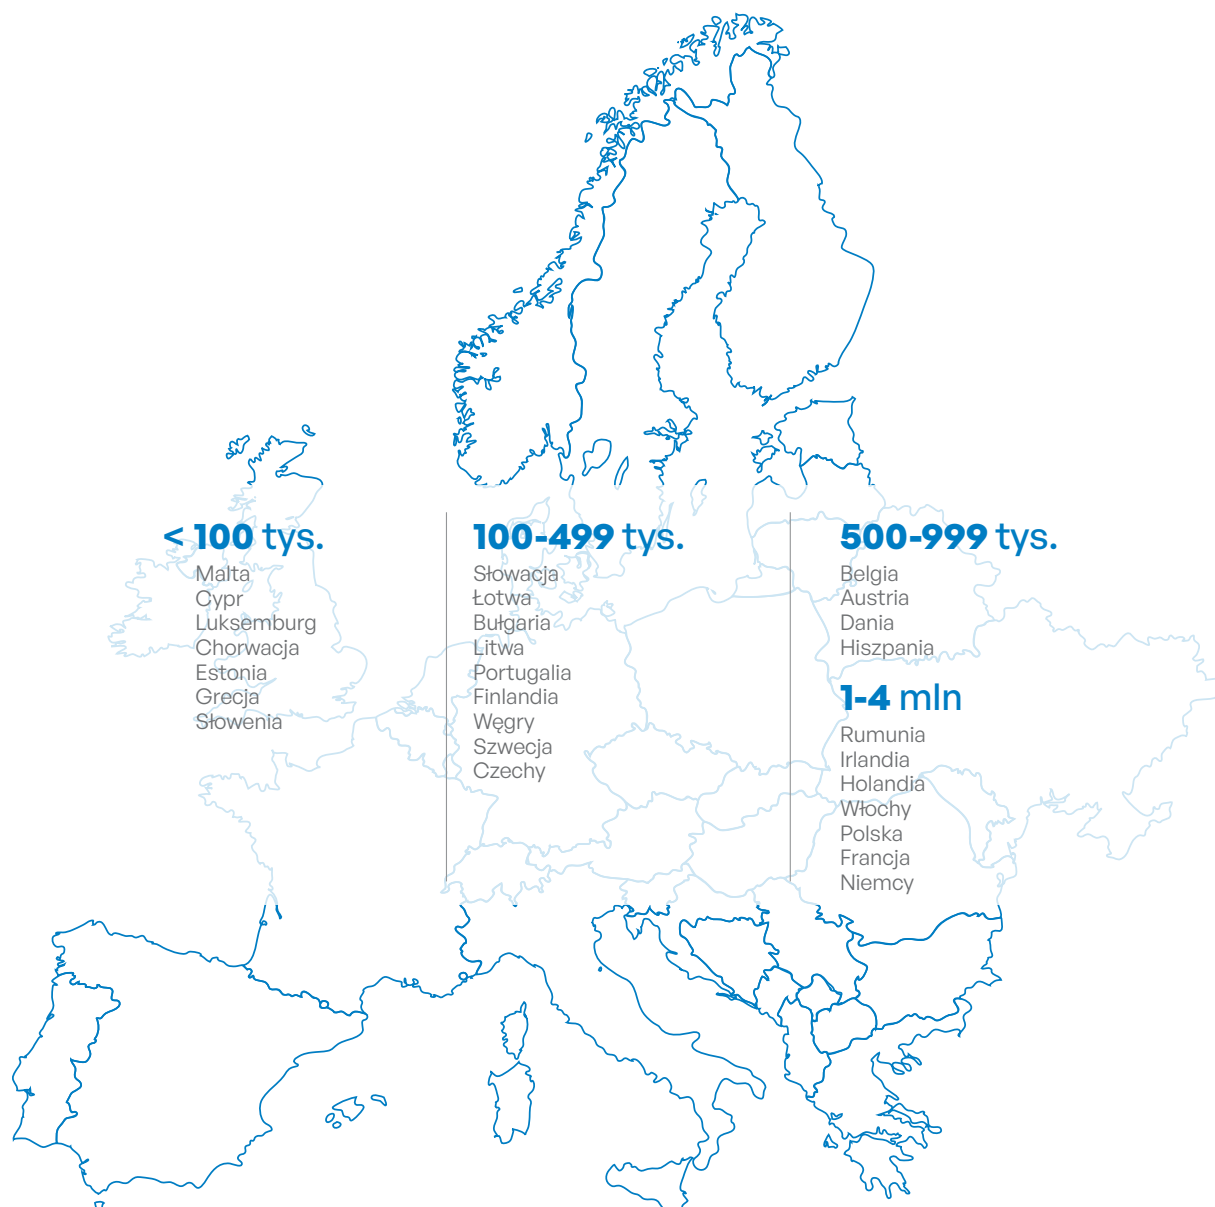 < 100 tys.
Malta
Cypr
Luksemburg
Chorwacja
Estonia
Grecja
Słowenia
100-499 tys.
Słowacja
Łotwa
Bułgaria
Litwa
Portugalia
Finlandia
Węgry
Szwecja
Czechy
500-999 tys.
Belgia
Austria
Dania
Hiszpania
1-4 mln
Rumunia
Irlandia
Holandia
Włochy
Polska
Francja
Niemcy